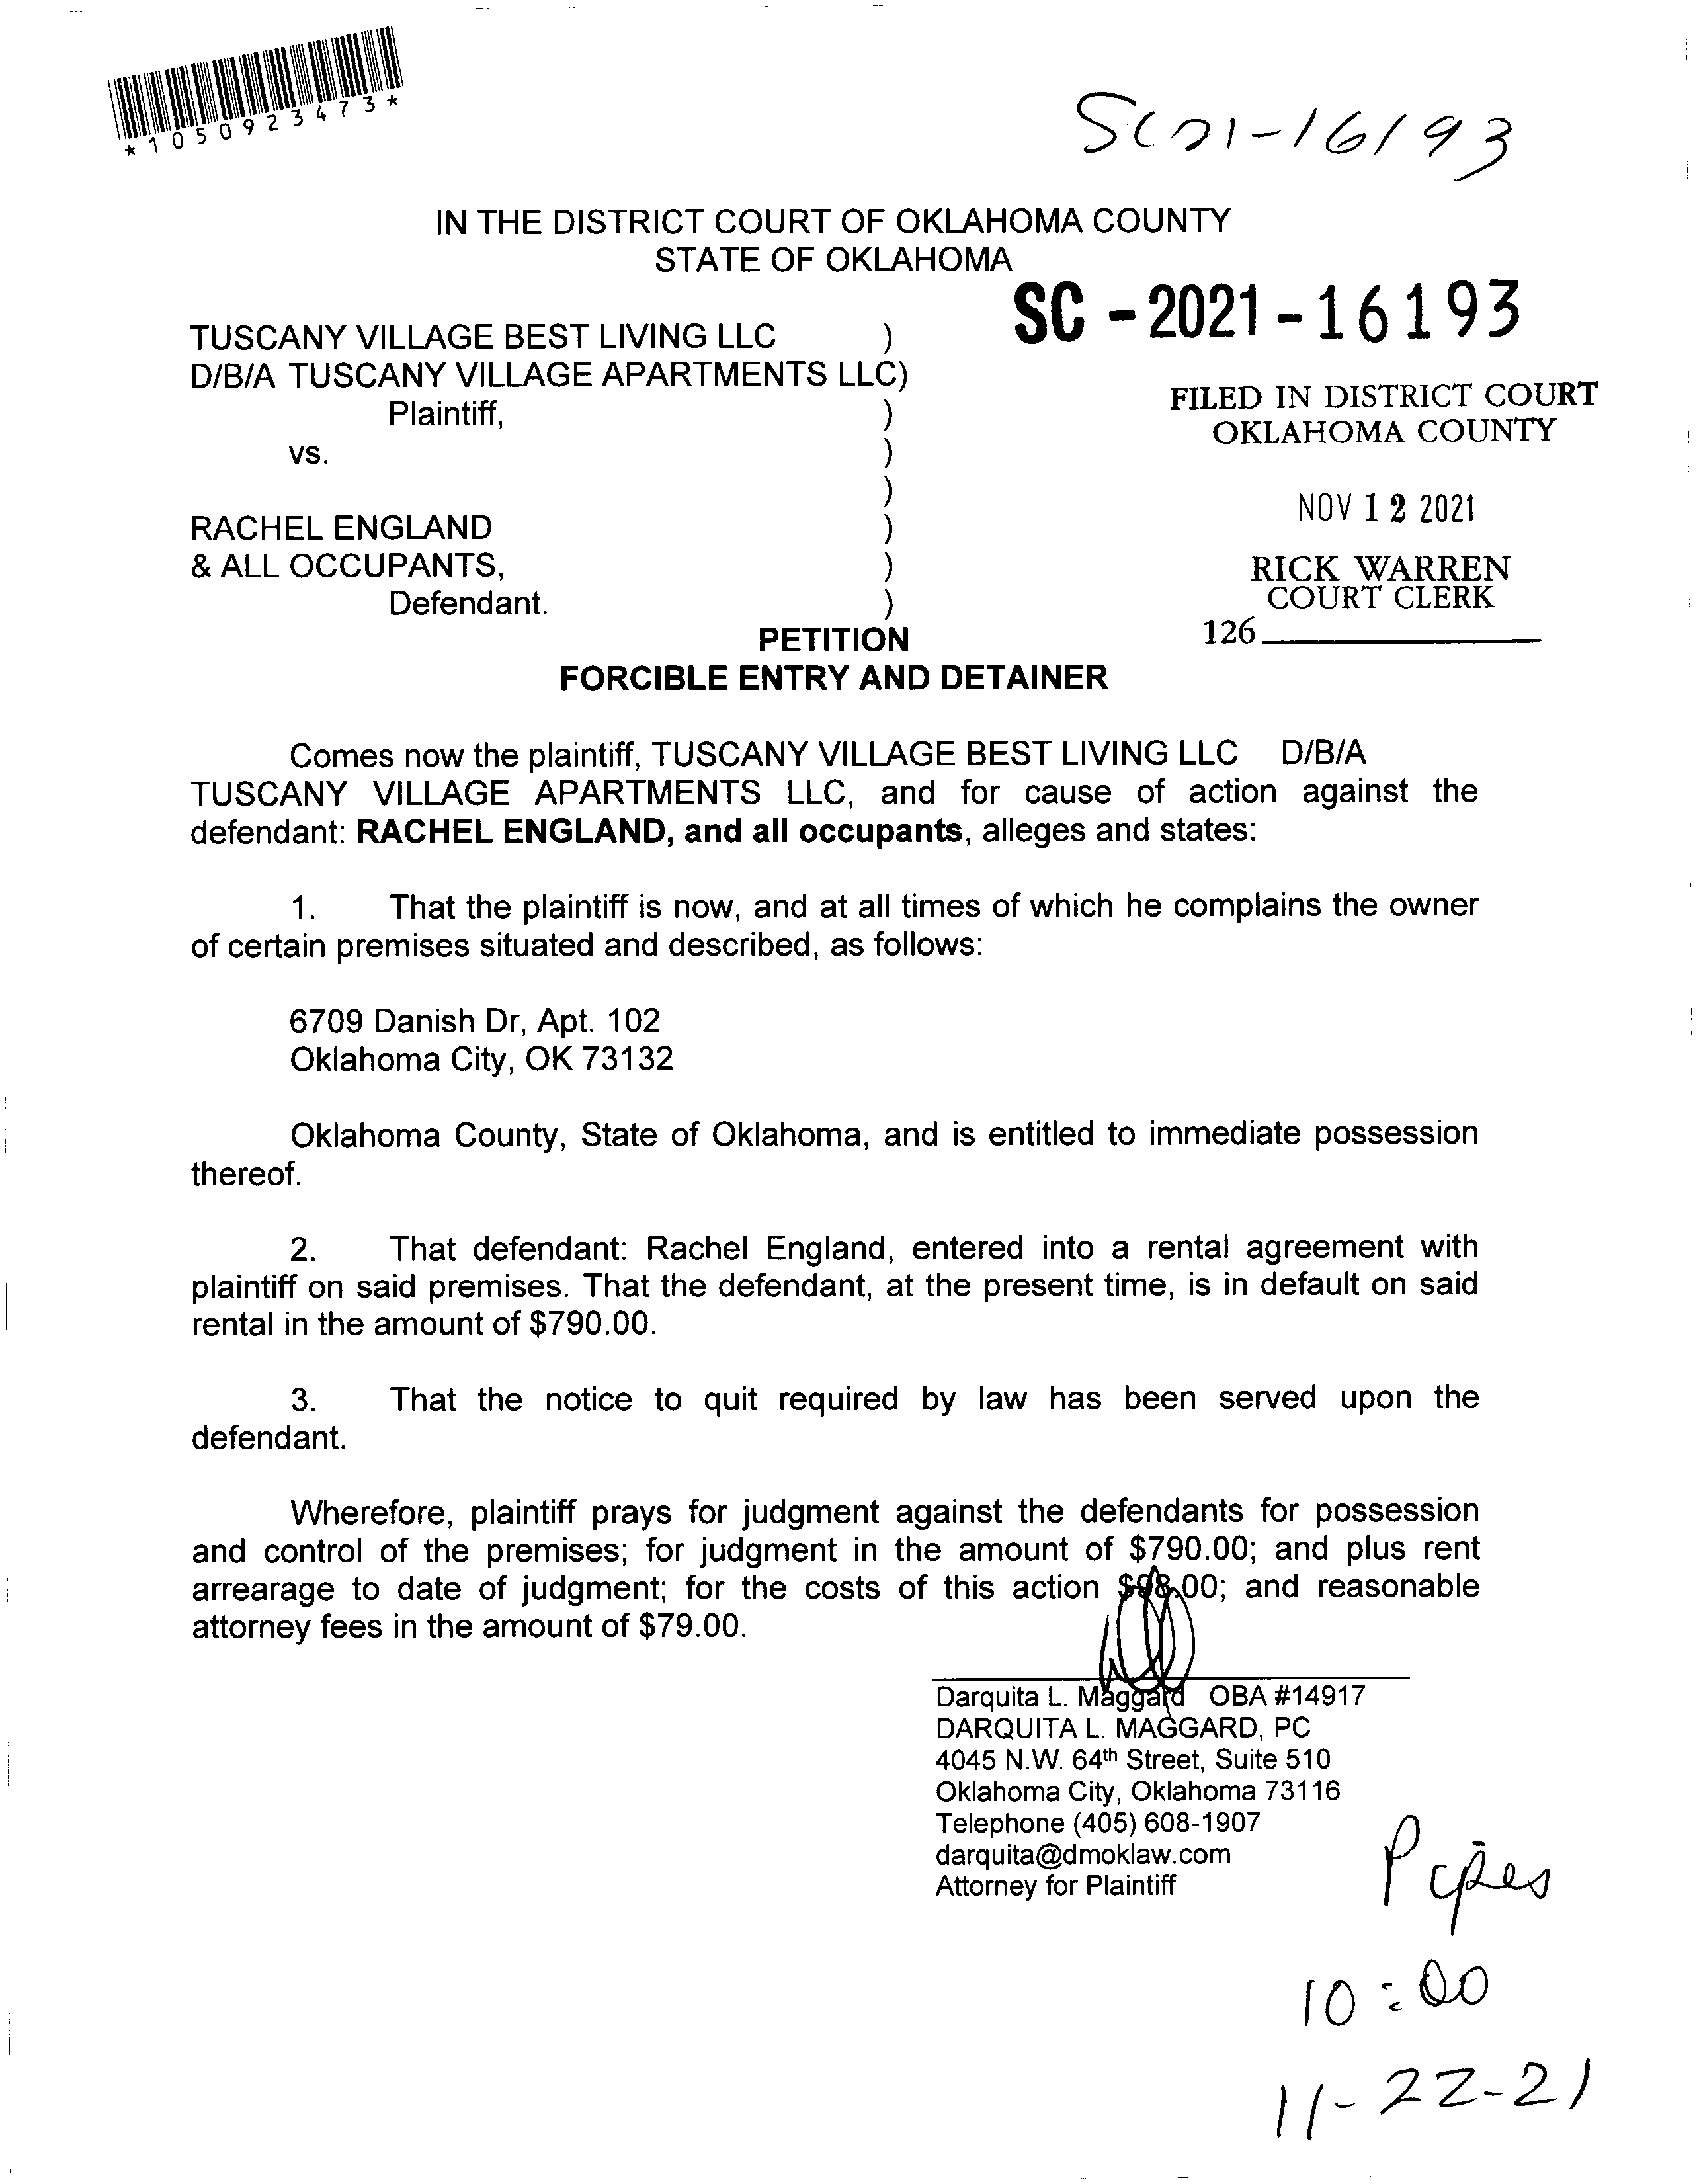 *1050923473*
SC21-16193
IN THE DISTRICT COURT OF OKLAHOMA COUNTY
STATE OF OKLAHOMA
SC-2021-16193
TUSCANY VILLAGE BEST LIVING LLC )
D/B/A TUSCANY VILLAGE APARTMENTS LLC)
Plaintiff, )
vs. )
)
RACHEL ENGLAND )
& ALL OCCUPANTS, )
Defendant. )
FILED IN DISTRICT COURT
OKLAHOMA COUNTY
NOV 12 2021
RICK WARREN
COURT CLERK
126
PETITION
FORCIBLE ENTRY AND DETAINER
Comes now the plaintiff, TUSCANY VILLAGE BEST LIVING LLC D/B/A
TUSCANY VILLAGE APARTMENTS LLC, and for cause of action against the
defendant: RACHEL ENGLAND, and all occupants, alleges and states:
1. That the plaintiff is now, and at all times of which he complains the owner
of certain premises situated and described, as follows:
6709 Danish Dr, Apt. 102
Oklahoma City, OK 73132
Oklahoma County, State of Oklahoma, and is entitled to immediate possession
thereof.
2. That defendant: Rachel England, entered into a rental agreement with
plaintiff on said premises. That the defendant, at the present time, is in default on said
rental in the amount of $790.00.
3. That the notice to quit required by law has been served upon the
defendant.
Wherefore, plaintiff prays for judgment against the defendants for possession
and control of the premises; for judgment in the amount of $790.00; and plus rent
arrearage to date of judgment; for the costs of this action $98.00; and reasonable
attorney fees in the amount of $79.00.
Darquita L. Maggard OBA #14917
DARQUITA L. MAGGARD, PC
4045 N.W. 64th Street, Suite 510
Oklahoma City, Oklahoma 73116
Telephone (405) 608-1907
darquita@dmoklaw.com
Attorney for Plaintiff
10:00
11-22-21